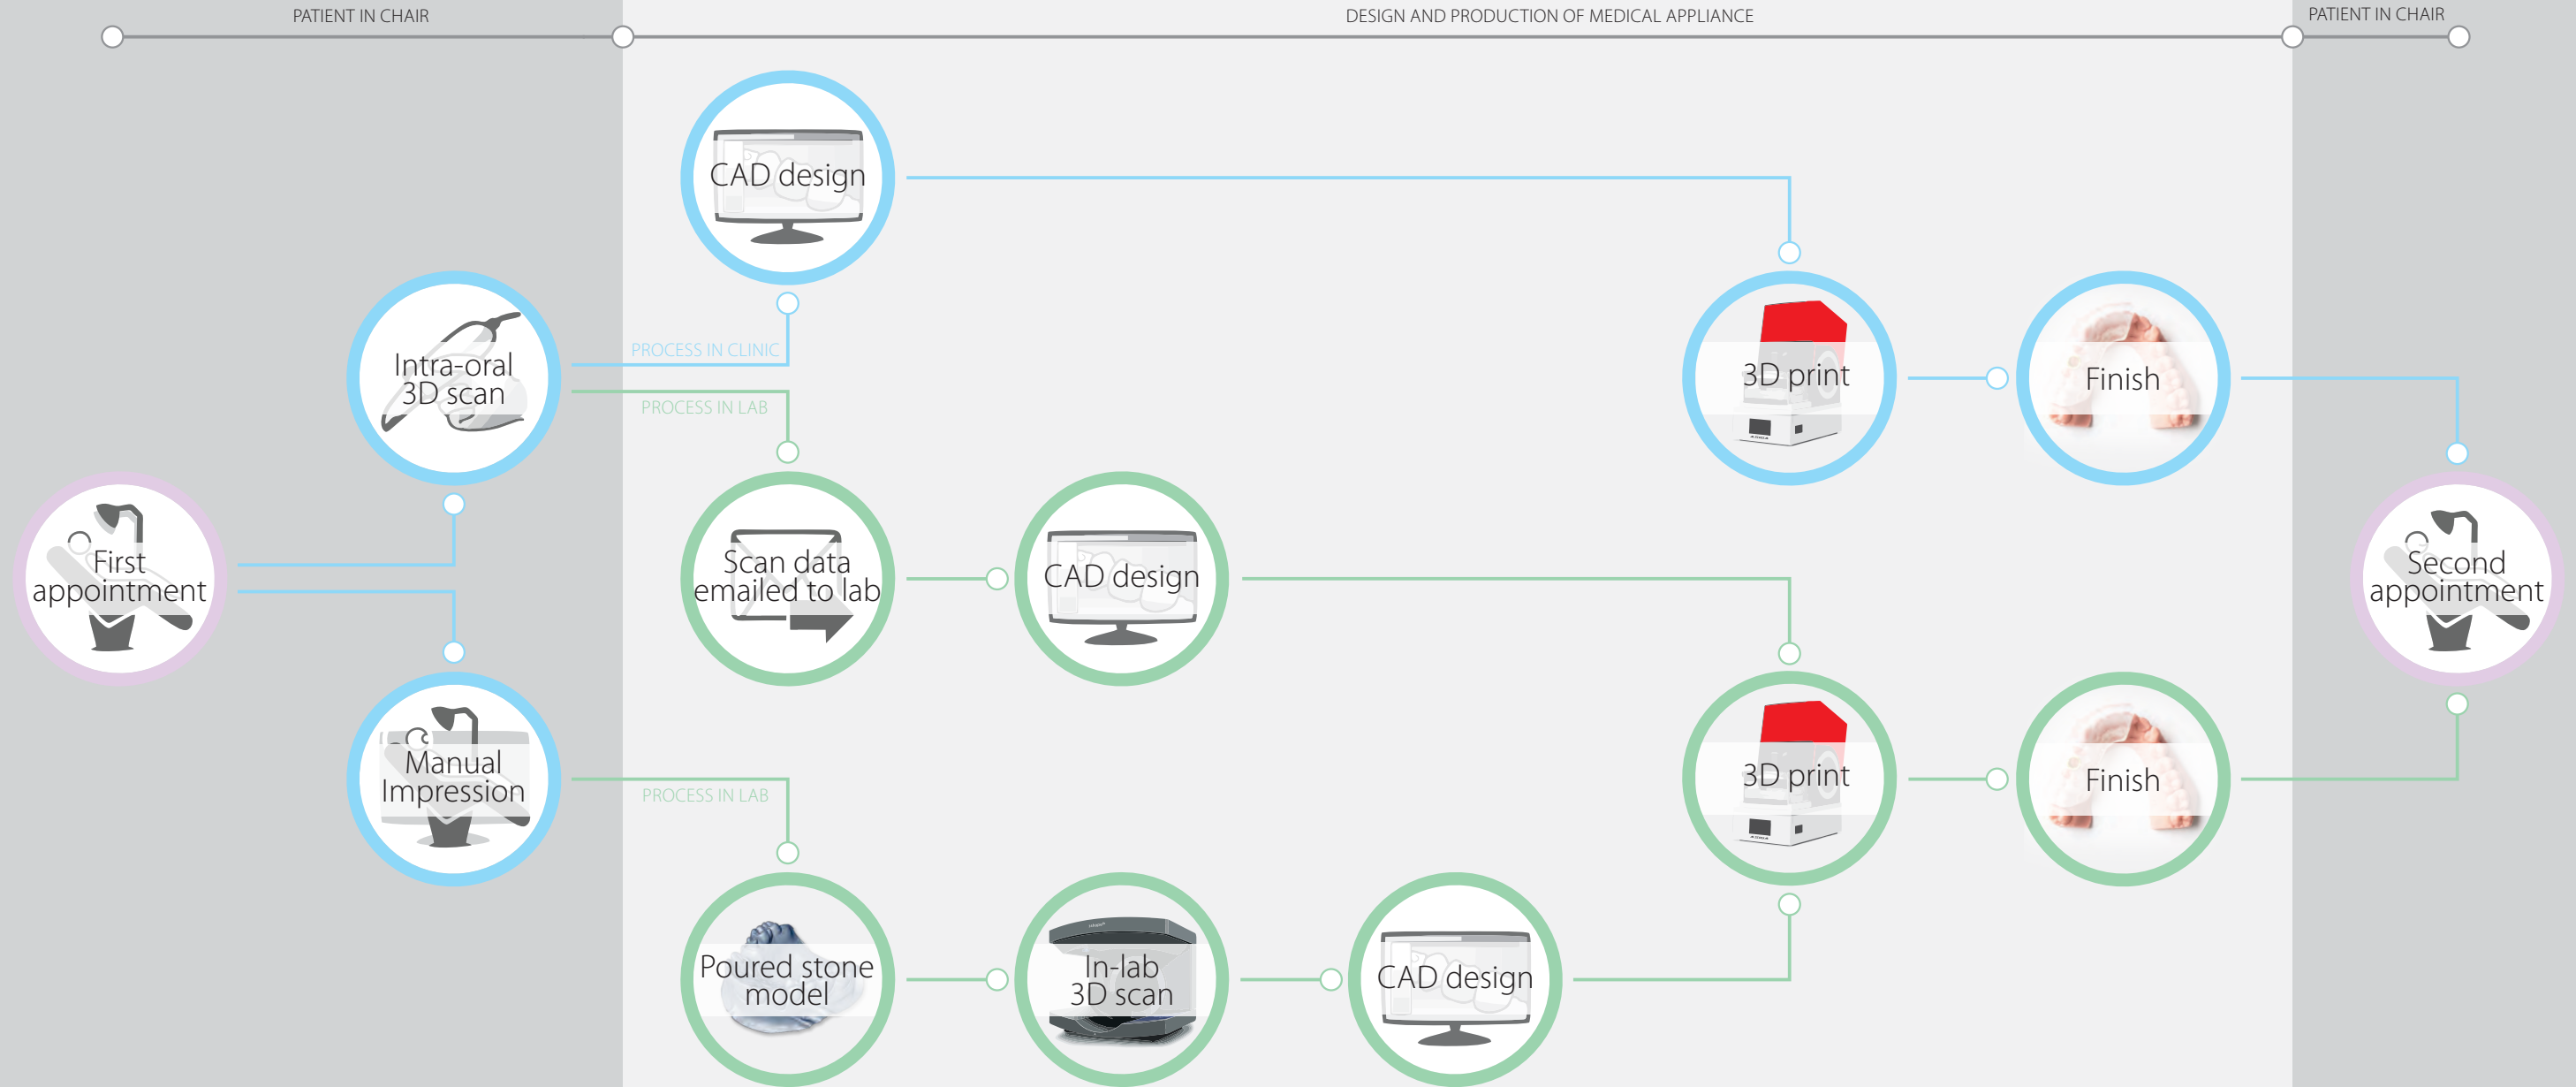 PATIENT IN CHAIR
DESIGN AND PRODUCTION OF MEDICAL APPLIANCE
PATIENT IN CHAIR
CAD design
PROCESS IN CLINIC
Intra-oral
3D scan
PROCESS IN LAB
3D print
Finish
First
appointment
Scan data
emailed to lab
CAD design
Second
appointment
Manual
Impression
PROCESS IN LAB
3D print
Finish
Poured stone
model
In-lab
3D scan
CAD design